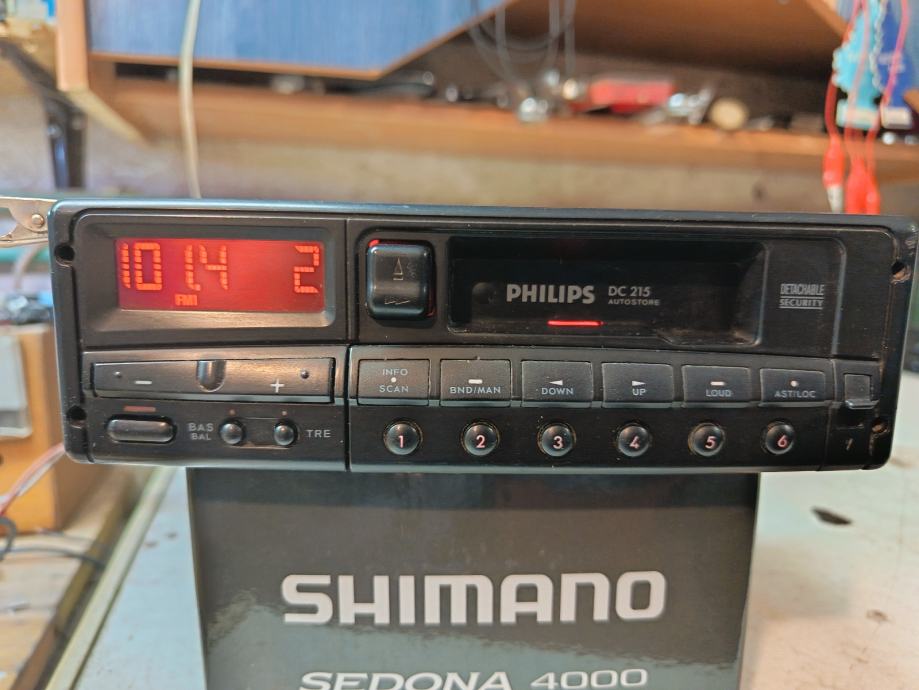 101.4 2
FM1
PHILIPS DC 215
AUTOSTORE
DETACHABLE
SECURITY
- +
INFO
SCAN
BND/MAN
DOWN
UP
LOUD
AST/LOC
BAS
BAL
TRE
1 2 3 4 5 6
SHIMANO
SEDONA 4000